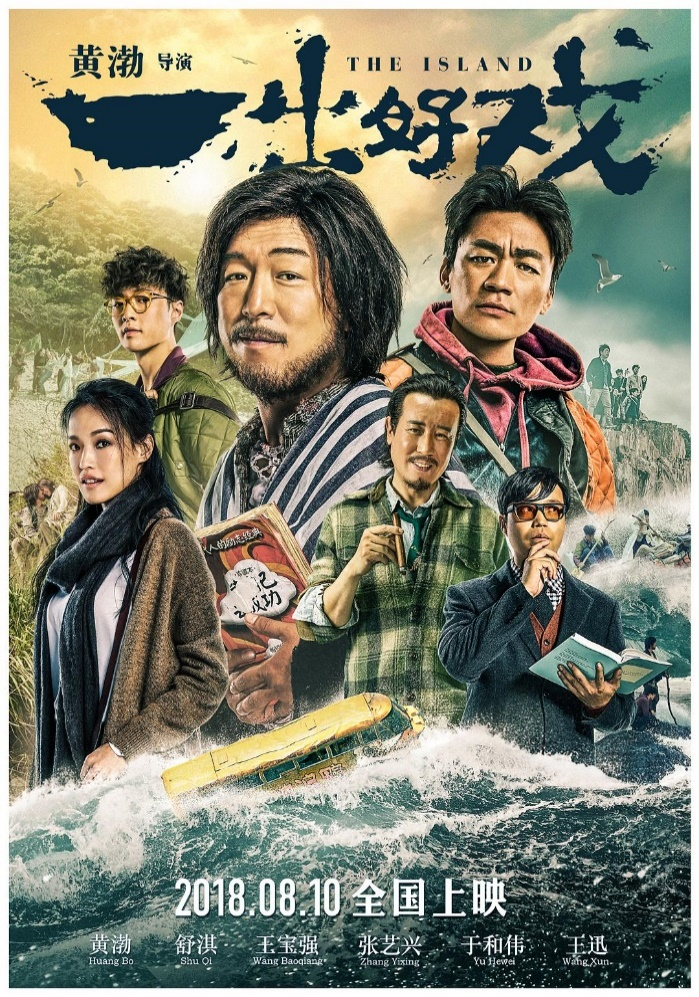 黄渤 导演
THE ISLAND
一出好戏
2018.08.10 全国上映
黄渤 舒淇 王宝强 张艺兴 于和伟 王迅
Huang Bo Shu Qi Wang Baoqiang Zhang Yixing Yu Hewei Wang Xun